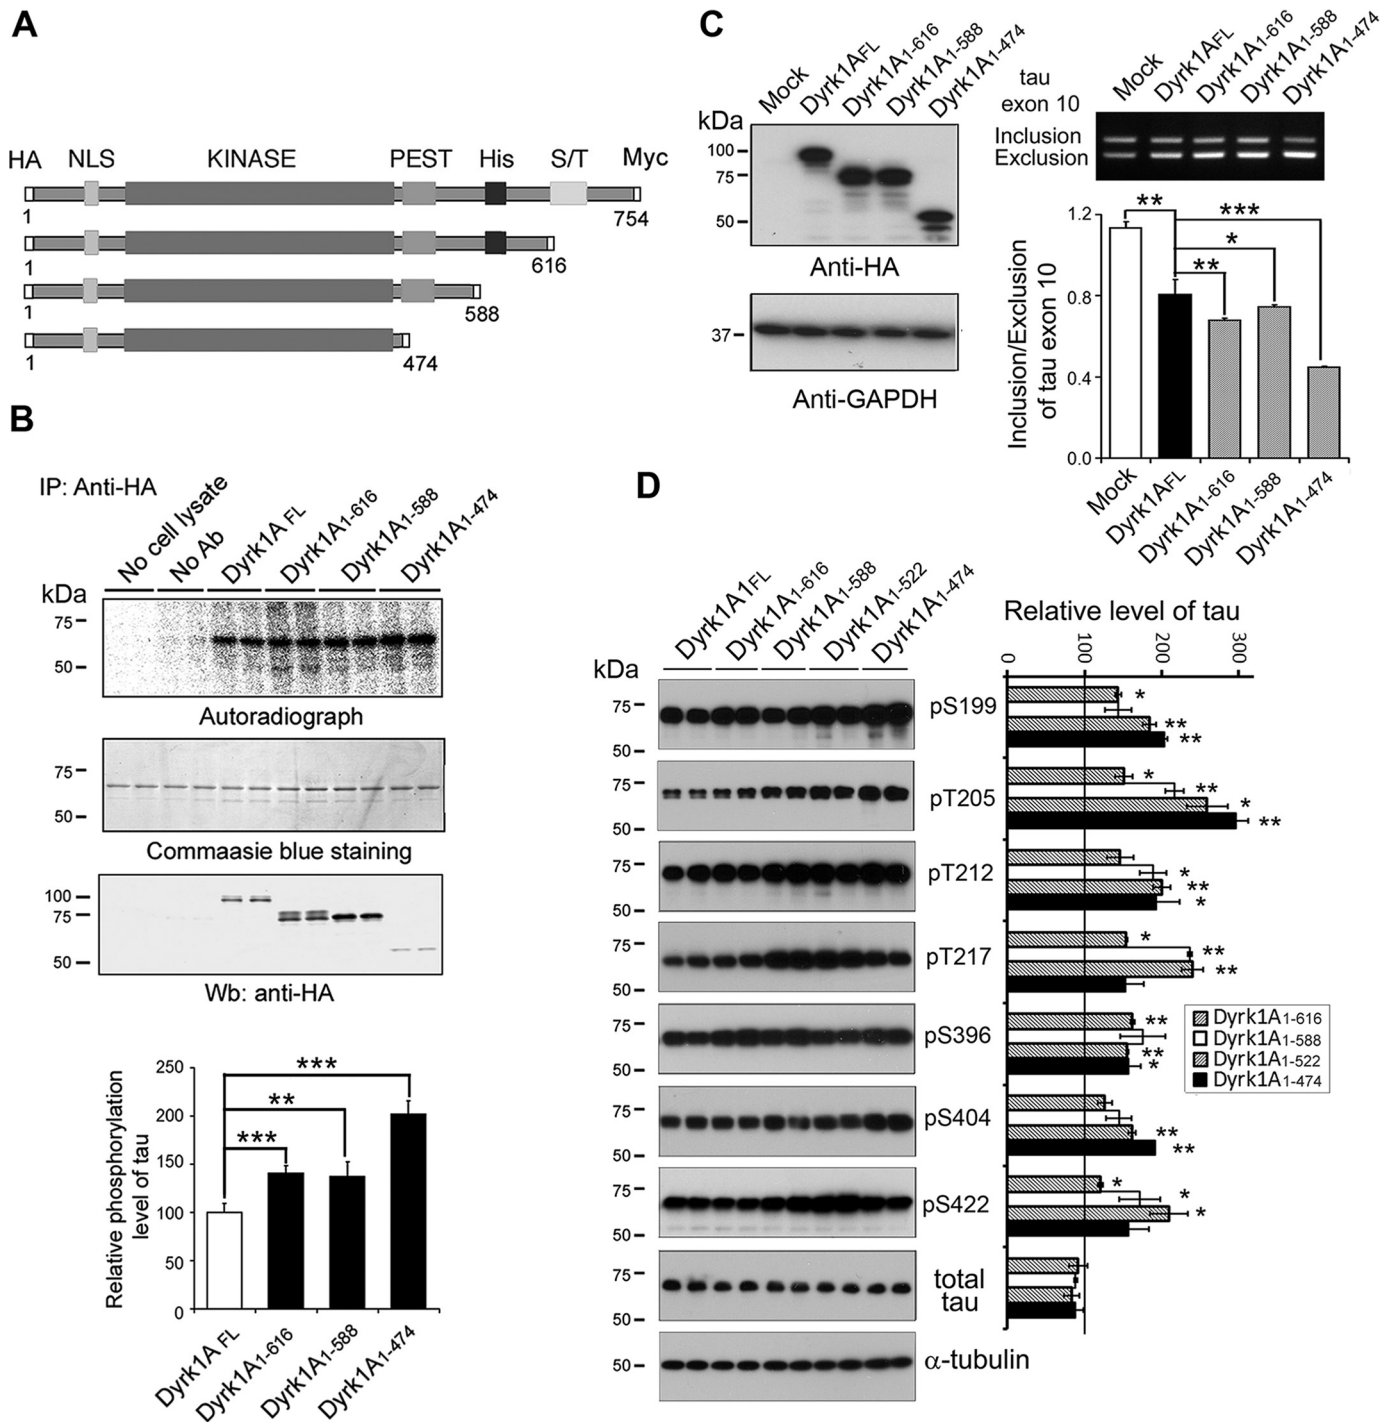 A
HA NLS KINASE PEST His S/T Myc
1 754
1 616
1 588
1 474
B
IP: Anti-HA
No cell lysate
No Ab
Dyrk1A FL
Dyrk1A1-616
Dyrk1A1-588
Dyrk1A1-474
kDa
75
50
Autoradiograph
75
50
Commaasie blue staining
100
75
50
Wb: anti-HA
Relative phosphorylation
level of tau
250
200
150
100
50
0
***
**
***
Dyrk1A FL
Dyrk1A1-616
Dyrk1A1-588
Dyrk1A1-474
C
Mock
Dyrk1AFL
Dyrk1A1-616
Dyrk1A1-588
Dyrk1A1-474
kDa
100
75
50
Anti-HA
37
Anti-GAPDH
tau
exon 10
Mock
Dyrk1AFL
Dyrk1A1-616
Dyrk1A1-588
Dyrk1A1-474
Inclusion
Exclusion
Inclusion/Exclusion
of tau exon 10
1.2
0.8
0.4
0.0
**
***
*
**
Mock
Dyrk1AFL
Dyrk1A1-616
Dyrk1A1-588
Dyrk1A1-474
D
Dyrk1A1FL
Dyrk1A1-616
Dyrk1A1-588
Dyrk1A1-522
Dyrk1A1-474
kDa
75
50
pS199
75
50
pT205
75
50
pT212
75
50
pT217
75
50
pS396
75
50
pS404
75
50
pS422
75
50
total
tau
50
α-tubulin
Relative level of tau
0 100 200 300
*
**
**
*
**
*
**
*
**
*
*
**
**
**
**
*
**
**
*
*
*
Dyrk1A1-616
Dyrk1A1-588
Dyrk1A1-522
Dyrk1A1-474